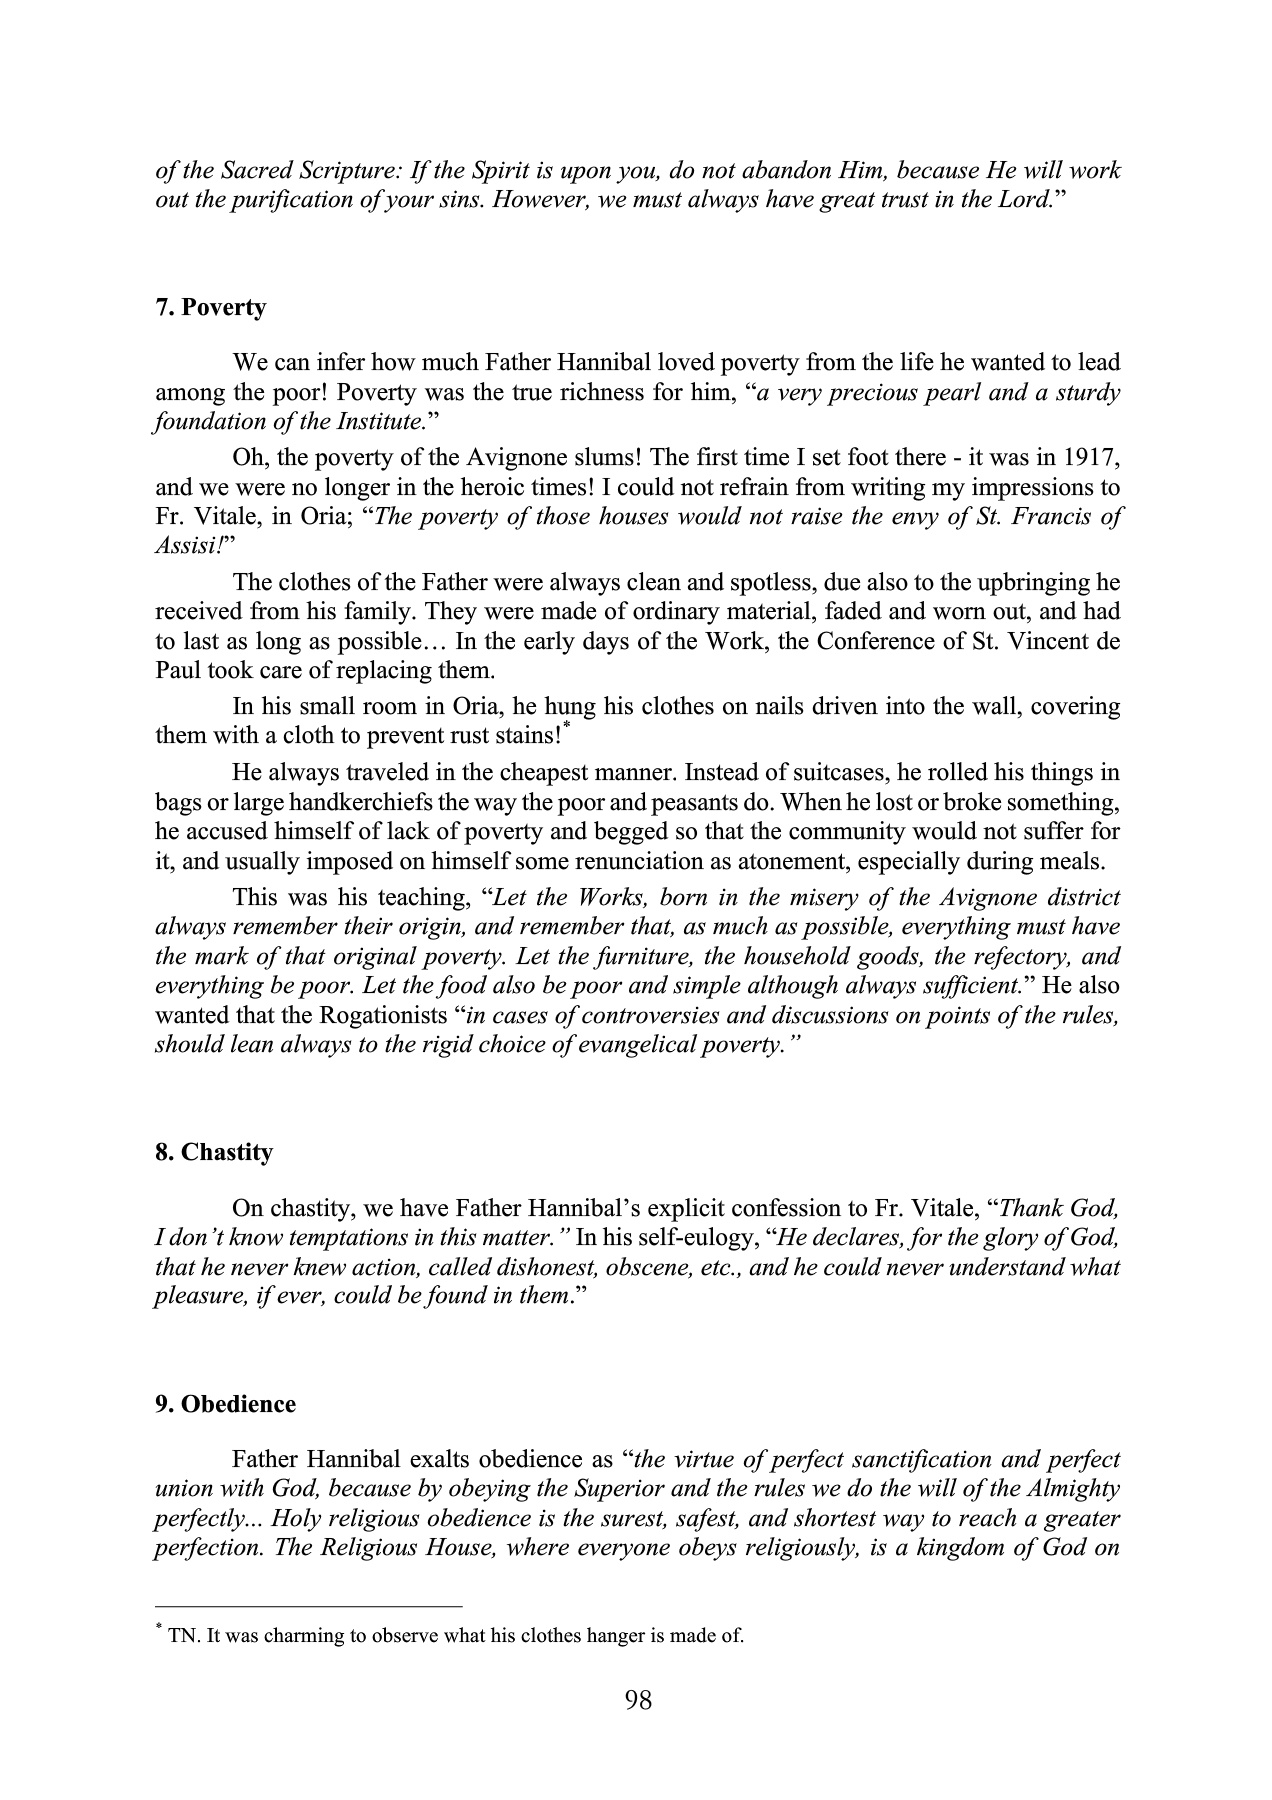 of the Sacred Scripture: If the Spirit is upon you, do not abandon Him, because He will work
out the purification of your sins. However, we must always have great trust in the Lord.”
7. Poverty
We can infer how much Father Hannibal loved poverty from the life he wanted to lead
among the poor! Poverty was the true richness for him, “a very precious pearl and a sturdy
foundation of the Institute.”
Oh, the poverty of the Avignone slums! The first time I set foot there - it was in 1917,
and we were no longer in the heroic times! I could not refrain from writing my impressions to
Fr. Vitale, in Oria; “The poverty of those houses would not raise the envy of St. Francis of
Assisi!”
The clothes of the Father were always clean and spotless, due also to the upbringing he
received from his family. They were made of ordinary material, faded and worn out, and had
to last as long as possible… In the early days of the Work, the Conference of St. Vincent de
Paul took care of replacing them.
In his small room in Oria, he hung his clothes on nails driven into the wall, covering
them with a cloth to prevent rust stains!*
He always traveled in the cheapest manner. Instead of suitcases, he rolled his things in
bags or large handkerchiefs the way the poor and peasants do. When he lost or broke something,
he accused himself of lack of poverty and begged so that the community would not suffer for
it, and usually imposed on himself some renunciation as atonement, especially during meals.
This was his teaching, “Let the Works, born in the misery of the Avignone district
always remember their origin, and remember that, as much as possible, everything must have
the mark of that original poverty. Let the furniture, the household goods, the refectory, and
everything be poor. Let the food also be poor and simple although always sufficient.” He also
wanted that the Rogationists “in cases of controversies and discussions on points of the rules,
should lean always to the rigid choice of evangelical poverty.”
8. Chastity
On chastity, we have Father Hannibal’s explicit confession to Fr. Vitale, “Thank God,
I don’t know temptations in this matter.” In his self-eulogy, “He declares, for the glory of God,
that he never knew action, called dishonest, obscene, etc., and he could never understand what
pleasure, if ever, could be found in them.”
9. Obedience
Father Hannibal exalts obedience as “the virtue of perfect sanctification and perfect
union with God, because by obeying the Superior and the rules we do the will of the Almighty
perfectly... Holy religious obedience is the surest, safest, and shortest way to reach a greater
perfection. The Religious House, where everyone obeys religiously, is a kingdom of God on
* TN. It was charming to observe what his clothes hanger is made of.
98